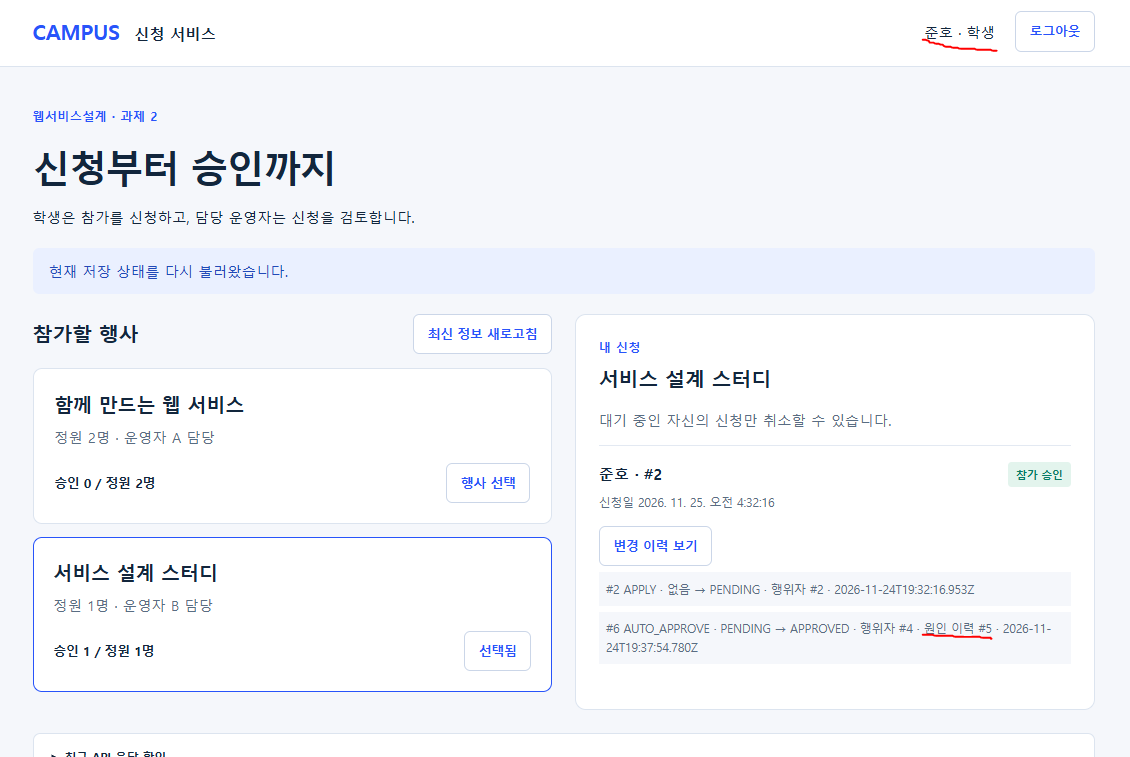 CAMPUS 신청 서비스
준호 · 학생
로그아웃
웹서비스설계 · 과제 2
신청부터 승인까지
학생은 참가를 신청하고, 담당 운영자는 신청을 검토합니다.
현재 저장 상태를 다시 불러왔습니다.
참가할 행사
최신 정보 새로고침
함께 만드는 웹 서비스
정원 2명 · 운영자 A 담당
승인 0 / 정원 2명
행사 선택
서비스 설계 스터디
정원 1명 · 운영자 B 담당
승인 1 / 정원 1명
선택됨
내 신청
서비스 설계 스터디
대기 중인 자신의 신청만 취소할 수 있습니다.
준호 · #2
참가 승인
신청일 2026. 11. 25. 오전 4:32:16
변경 이력 보기
#2 APPLY · 없음 → PENDING · 행위자 #2 · 2026-11-24T19:32:16.953Z
#6 AUTO_APPROVE · PENDING → APPROVED · 행위자 #4 · 원인 이력 #5 · 2026-11-
24T19:37:54.780Z
최근 API 응답 확인